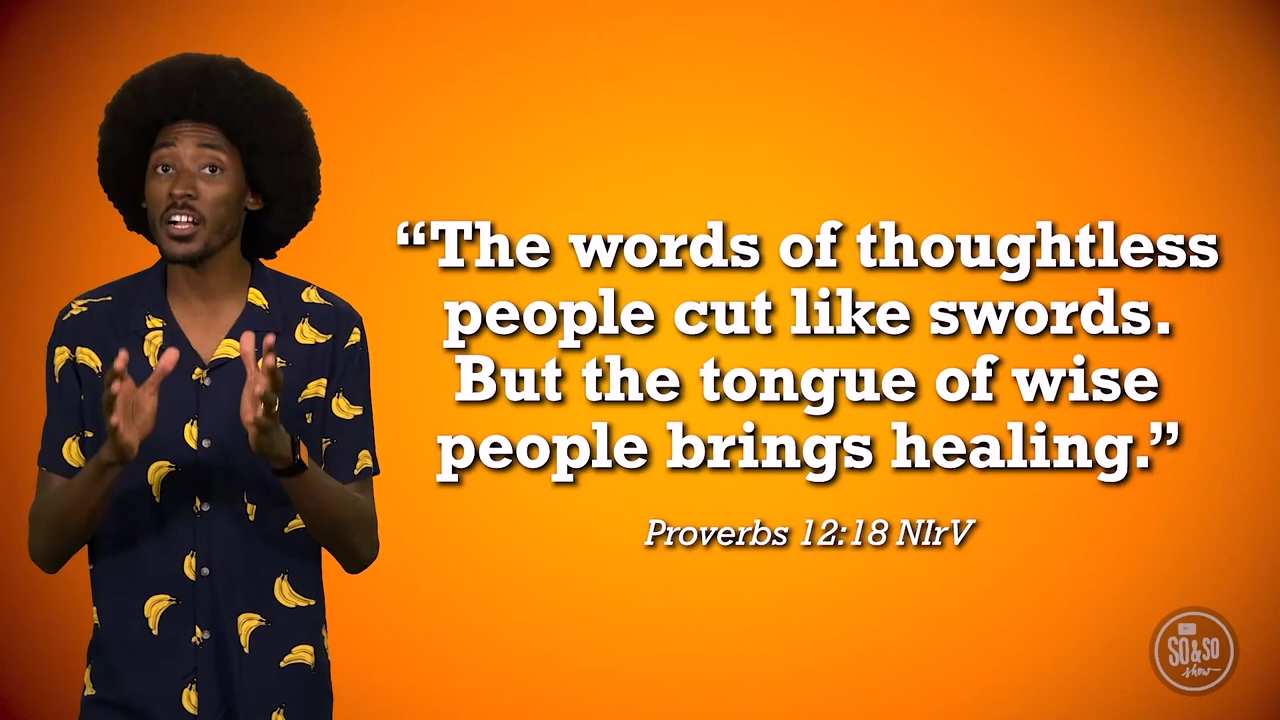 “The words of thoughtless
people cut like swords.
But the tongue of wise
people brings healing.”
Proverbs 12:18 NIrV
SO & SO
show